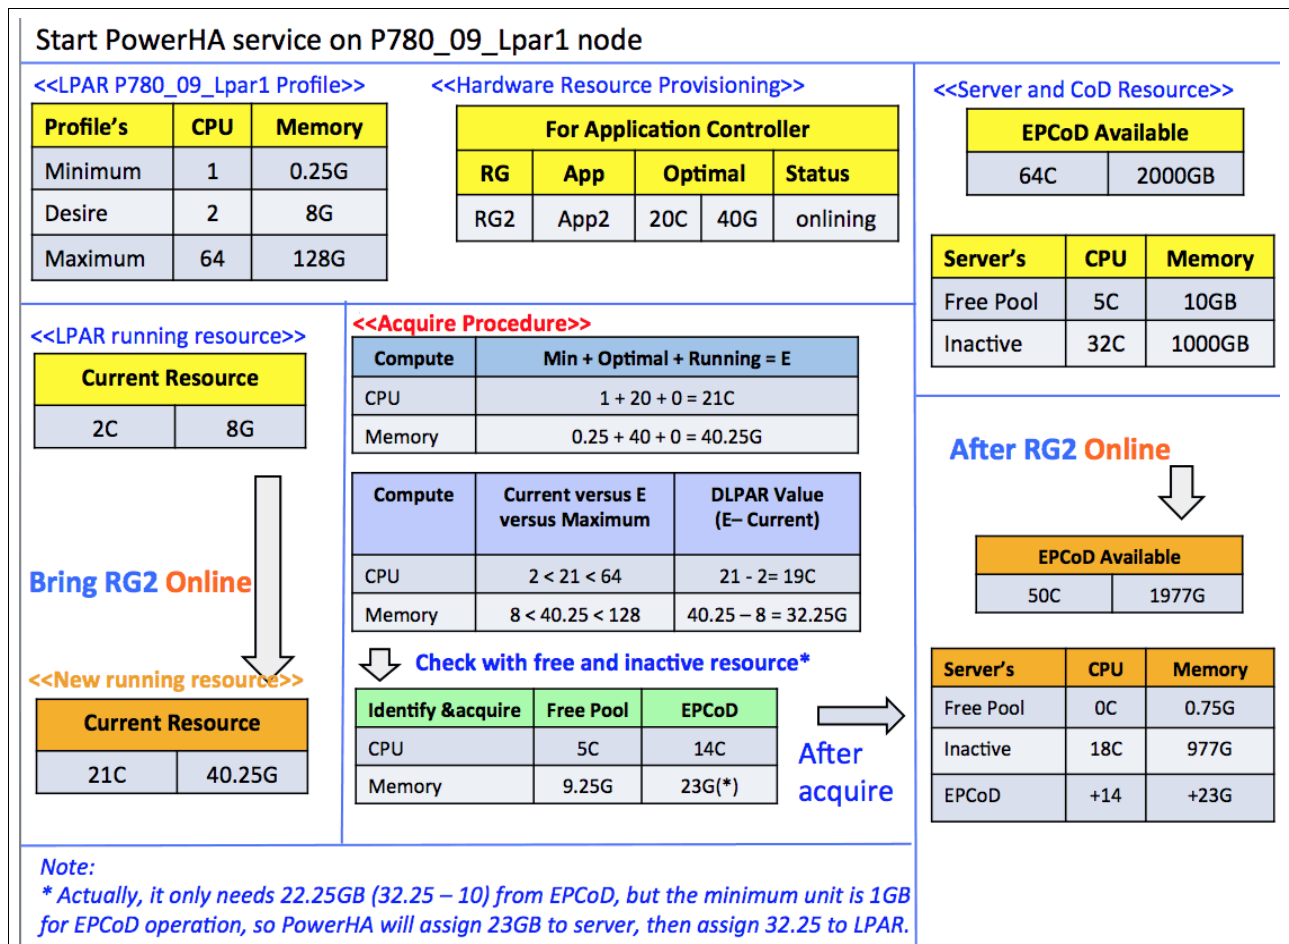 Start PowerHA service on P780_09_Lpar1 node
<<LPAR P780_09_Lpar1 Profile>>
Profile's CPU Memory
Minimum 1 0.25G
Desire 2 8G
Maximum 64 128G
<<Hardware Resource Provisioning>>
For Application Controller
RG App Optimal Status
RG2 App2 20C 40G onlining
<<Server and CoD Resource>>
EPCoD Available
64C 2000GB
Server's CPU Memory
Free Pool 5C 10GB
Inactive 32C 1000GB
<<LPAR running resource>>
Current Resource
2C 8G
Bring RG2 Online
<<New running resource>>
Current Resource
21C 40.25G
<<Acquire Procedure>>
Compute Min + Optimal + Running = E
CPU 1 + 20 + 0 = 21C
Memory 0.25 + 40 + 0 = 40.25G
Compute Current versus E DLPAR Value
versus Maximum (E– Current)
CPU 2 < 21 < 64 21 - 2= 19C
Memory 8 < 40.25 < 128 40.25 – 8 = 32.25G
Check with free and inactive resource*
Identify &acquire Free Pool EPCoD
CPU 5C 14C
Memory 9.25G 23G(*)
After
acquire
After RG2 Online
EPCoD Available
50C 1977G
Server's CPU Memory
Free Pool 0C 0.75G
Inactive 18C 977G
EPCoD +14 +23G
Note:
* Actually, it only needs 22.25GB (32.25 – 10) from EPCoD, but the minimum unit is 1GB
for EPCoD operation, so PowerHA will assign 23GB to server, then assign 32.25 to LPAR.